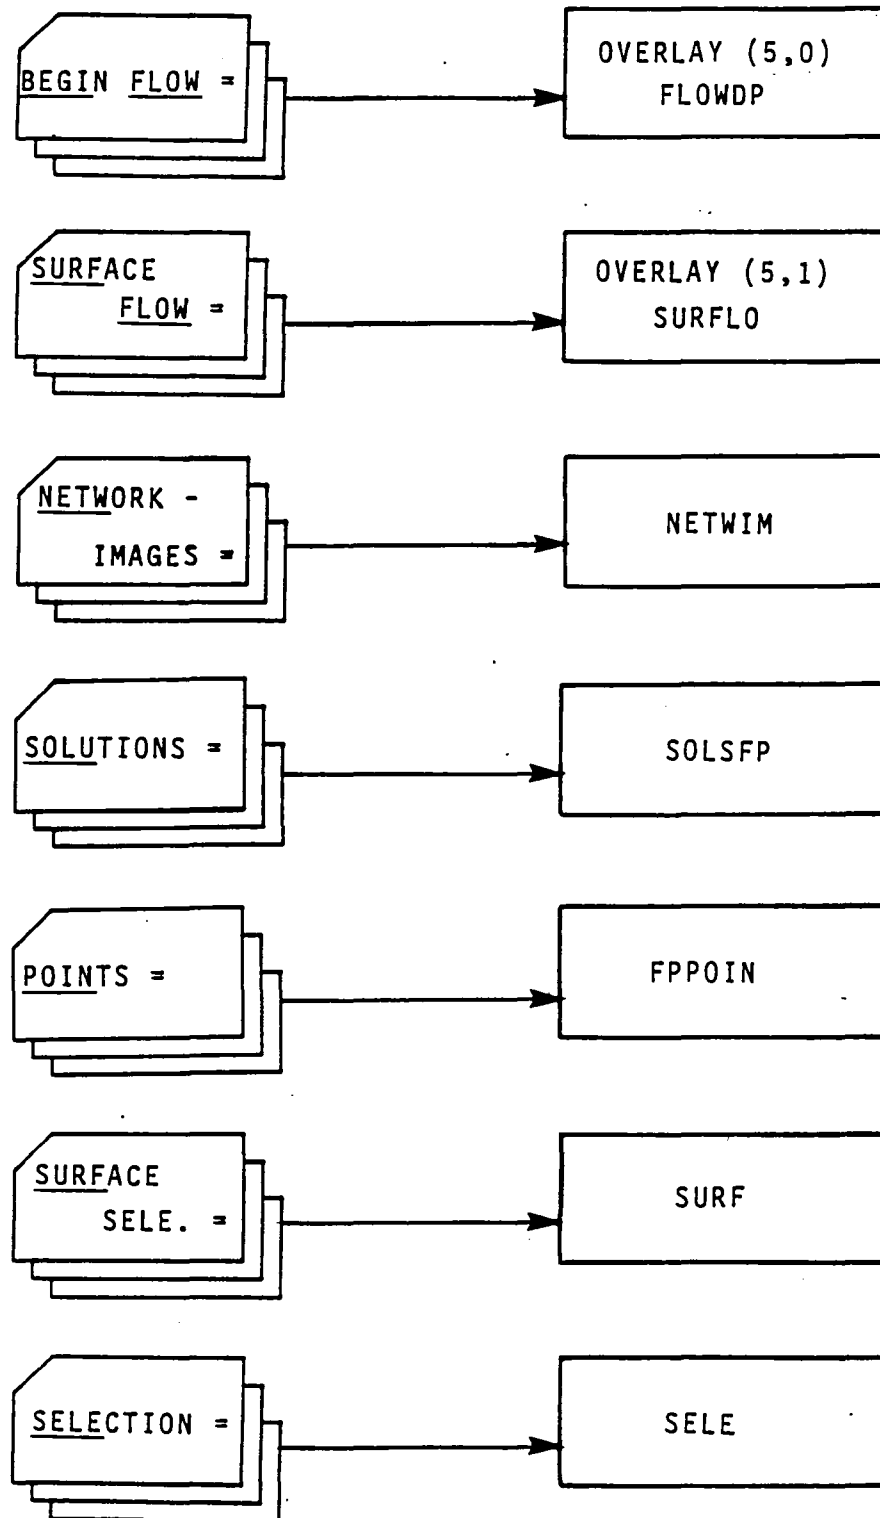 BEGIN FLOW =
OVERLAY (5,0)
FLOWDP
SURFACE
FLOW =
OVERLAY (5,1)
SURFLO
NETWORK -
IMAGES =
NETWIM
SOLUTIONS =
SOLSFP
POINTS =
FPPOIN
SURFACE
SELE. =
SURF
SELECTION =
SELE